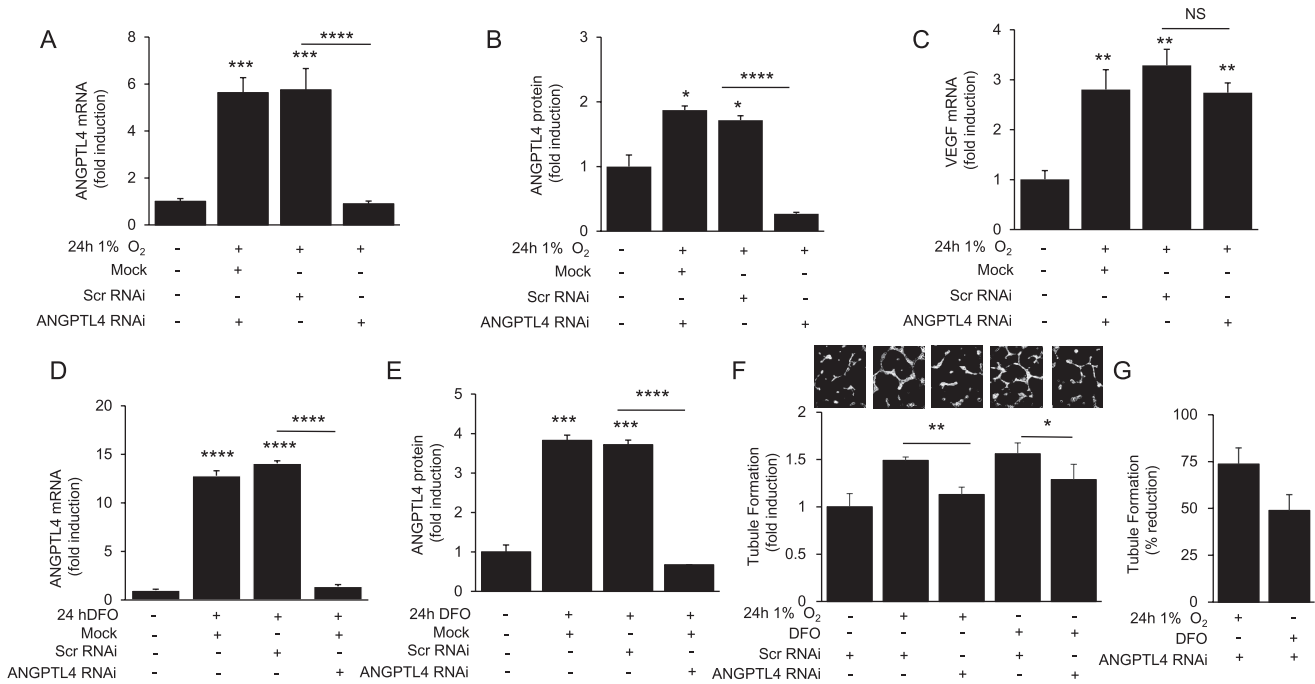 A
ANGPTL4 mRNA
(fold induction)
8
6
4
2
0
***
***
****
24h 1% O2
- + + +
Mock
- + - -
Scr RNAi
- - + -
ANGPTL4 RNAi
- + - +
B
ANGPTL4 protein
(fold induction)
3
2
1
0
*
*
****
24h 1% O2
- + + +
Mock
- + - -
Scr RNAi
- - + -
ANGPTL4 RNAi
- + - +
C
VEGF mRNA
(fold induction)
4
3
2
1
0
**
**
**
NS
24h 1% O2
- + + +
Mock
- + - -
Scr RNAi
- - + -
ANGPTL4 RNAi
- + - +
D
ANGPTL4 mRNA
(fold induction)
20
15
10
5
0
****
****
****
24 hDFO
- + + +
Mock
- + - +
Scr RNAi
- - + -
ANGPTL4 RNAi
- - - +
E
ANGPTL4 protein
(fold induction)
5
4
3
2
1
0
***
***
****
24h DFO
- + + +
Mock
- + - +
Scr RNAi
- - + -
ANGPTL4 RNAi
- - - +
F
Tubule Formation
(fold induction)
2
1.5
1
0.5
0
**
*
24h 1% O2
- + + - -
DFO
- - - + +
Scr RNAi
+ + - + -
ANGPTL4 RNAi
- - + - +
G
Tubule Formation
(% reduction)
100
75
50
25
0
24h 1% O2
+ -
DFO
- +
ANGPTL4 RNAi
+ +